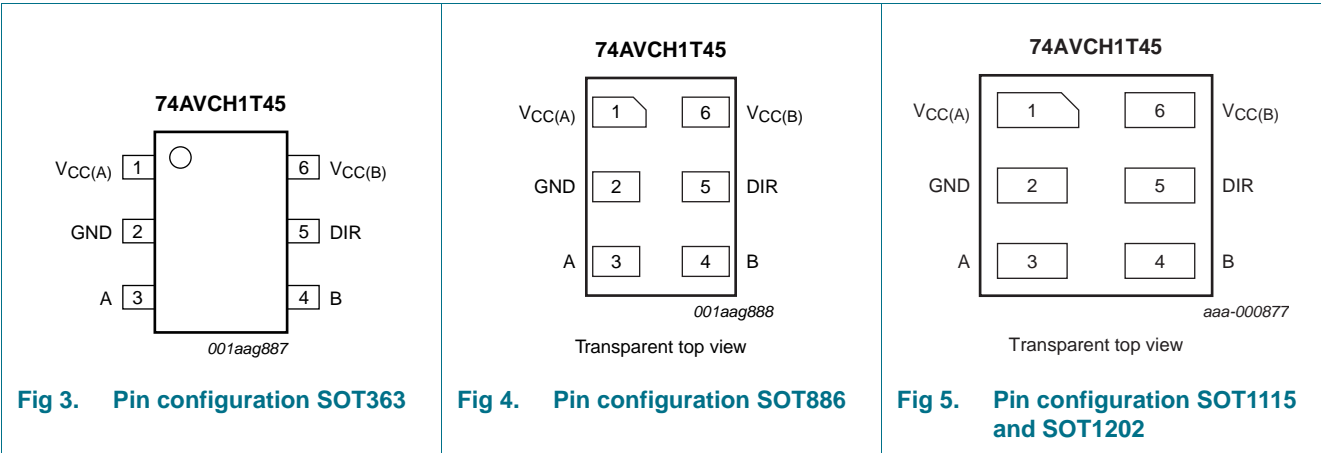 74AVCH1T45
VCC(A) 1 6 VCC(B)
GND 2 5 DIR
A 3 4 B
001aag887
Fig 3. Pin configuration SOT363
74AVCH1T45
VCC(A) 1 6 VCC(B)
GND 2 5 DIR
A 3 4 B
001aag888
Transparent top view
Fig 4. Pin configuration SOT886
74AVCH1T45
VCC(A) 1 6 VCC(B)
GND 2 5 DIR
A 3 4 B
aaa-000877
Transparent top view
Fig 5. Pin configuration SOT1115
and SOT1202